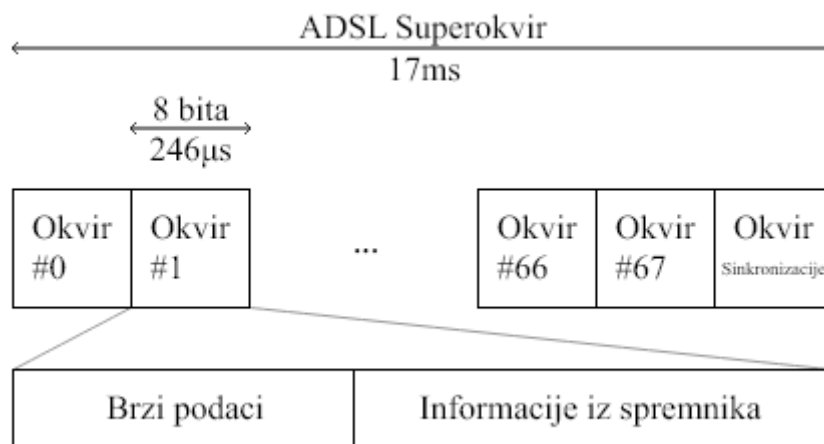 ADSL Superokvir
17ms
8 bita
246μs
Okvir #0
Okvir #1
...
Okvir #66
Okvir #67
Okvir Sinkronizacije
Brzi podaci
Informacije iz spremnika